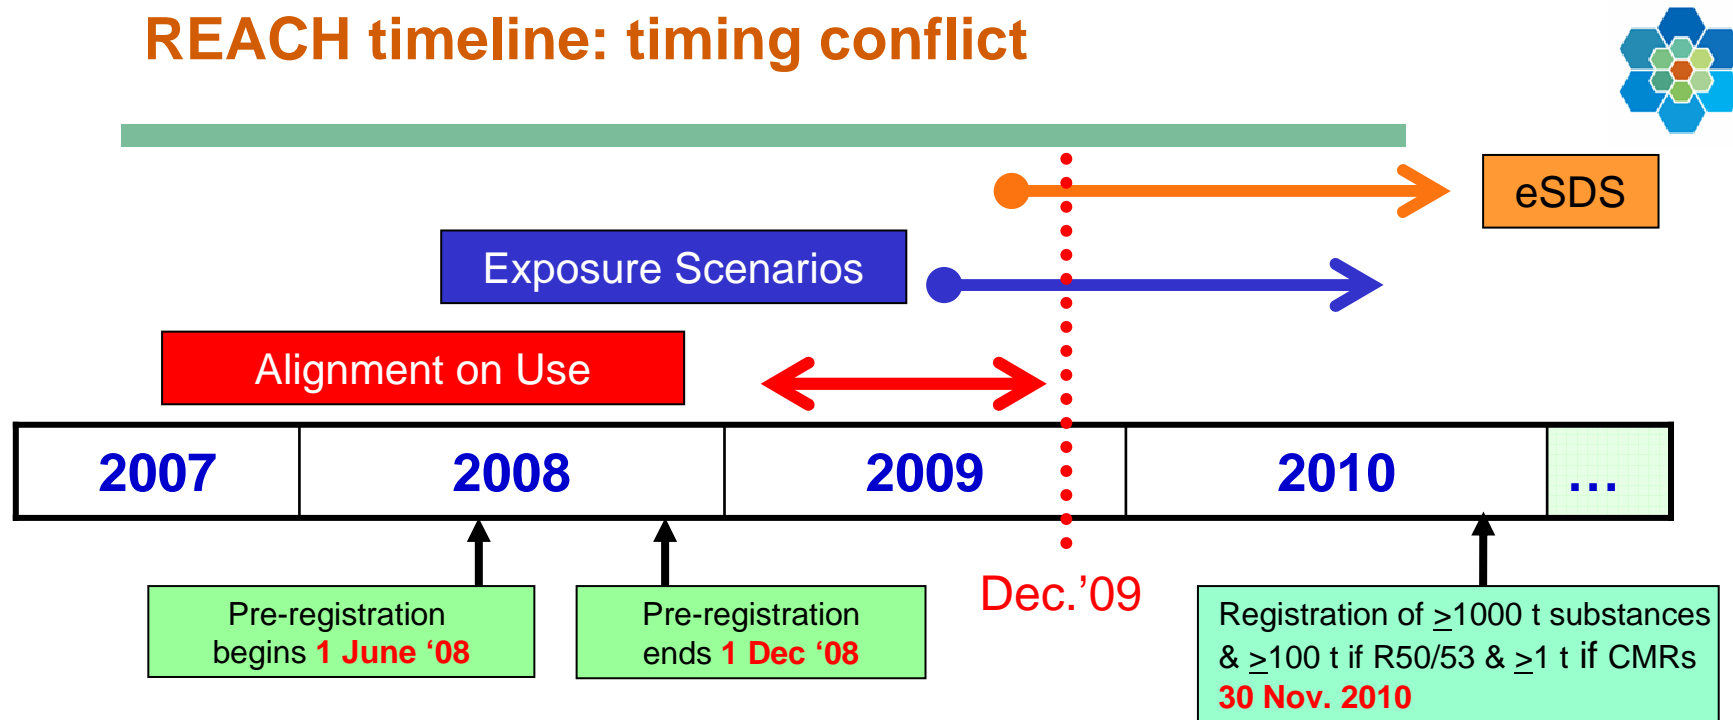 REACH timeline: timing conflict
eSDS
Exposure Scenarios
Alignment on Use
2007 2008 2009 2010 ...
Dec.’09
Pre-registration
begins 1 June ‘08
Pre-registration
ends 1 Dec ‘08
Registration of >1000 t substances
& >100 t if R50/53 & >1 t if CMRs
30 Nov. 2010